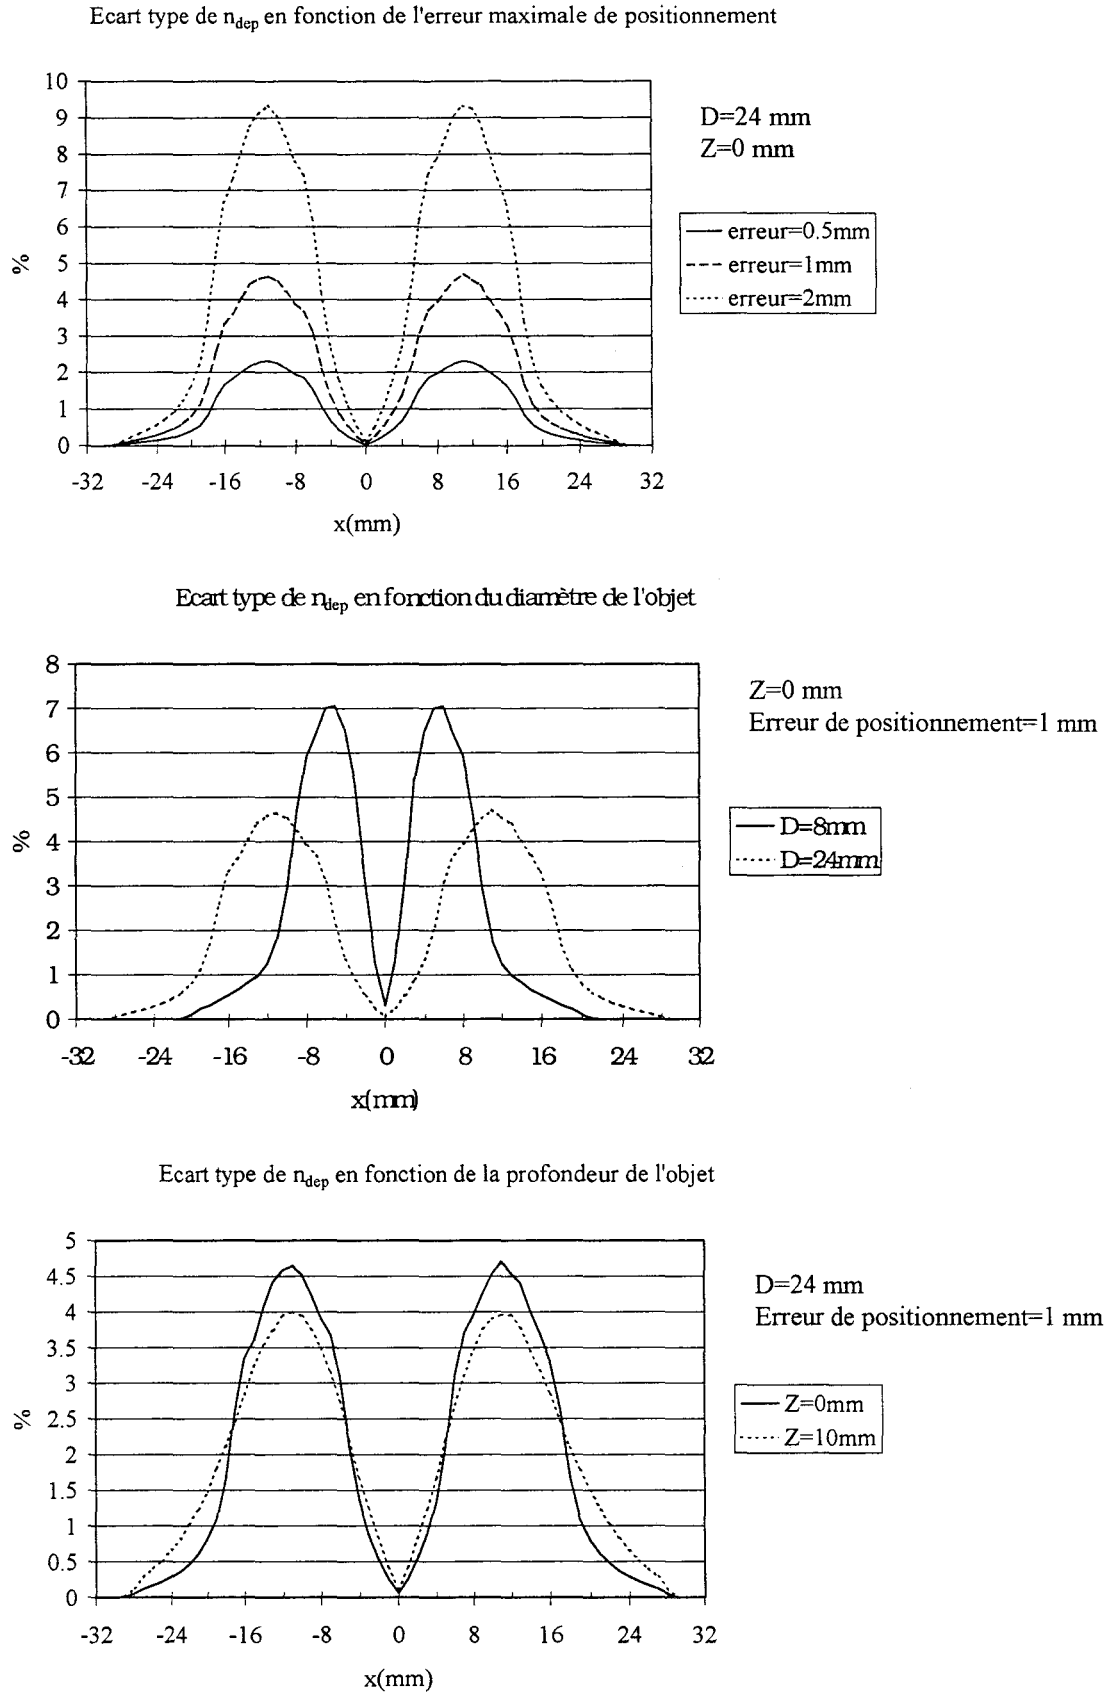 Ecart type de n_dep en fonction de l'erreur maximale de positionnement
10
9
8
7
6
5
4
3
2
1
0
%
-32 -24 -16 -8 0 8 16 24 32
x(mm)
D=24 mm
Z=0 mm
erreur=0.5mm
erreur=1mm
erreur=2mm
Ecart type de n_dep en fonction du diamètre de l'objet
8
7
6
5
4
3
2
1
0
%
-32 -24 -16 -8 0 8 16 24 32
x(mm)
Z=0 mm
Erreur de positionnement=1 mm
D=8mm
D=24mm
Ecart type de n_dep en fonction de la profondeur de l'objet
5
4.5
4
3.5
3
2.5
2
1.5
1
0.5
0
%
-32 -24 -16 -8 0 8 16 24 32
x(mm)
D=24 mm
Erreur de positionnement=1 mm
Z=0mm
Z=10mm